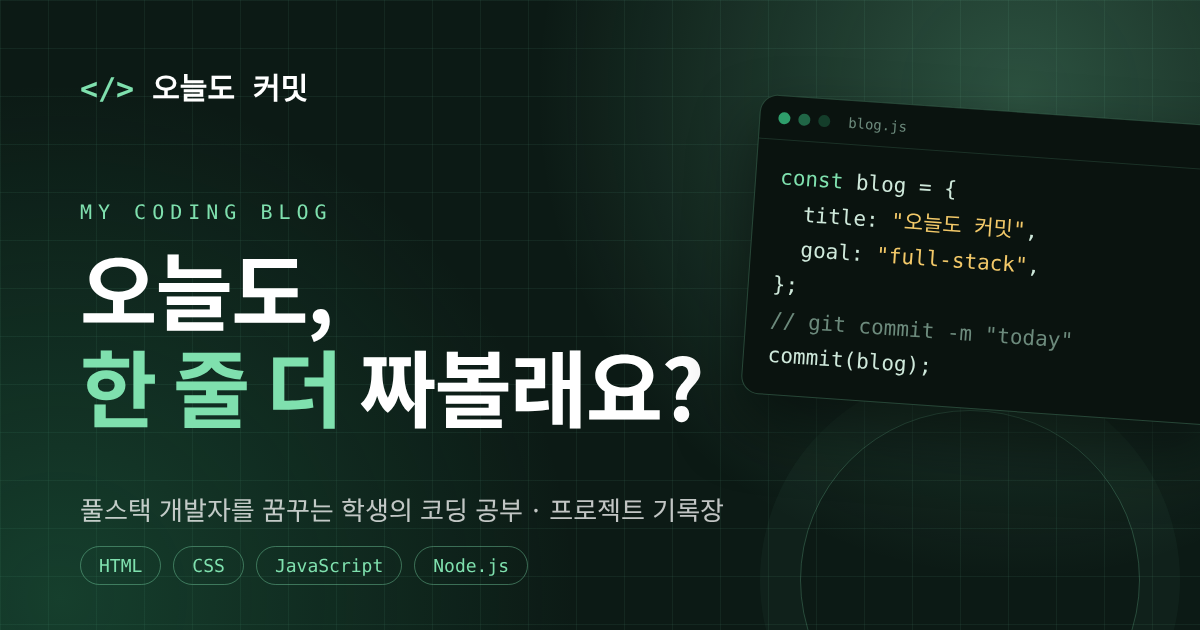 </> 오늘도 커밋
MY CODING BLOG
오늘도,
한 줄 더 짜볼래요?
풀스택 개발자를 꿈꾸는 학생의 코딩 공부 · 프로젝트 기록장
HTML CSS JavaScript Node.js
blog.js
const blog = {
  title: "오늘도 커밋",
  goal: "full-stack",
};
// git commit -m "today"
commit(blog);